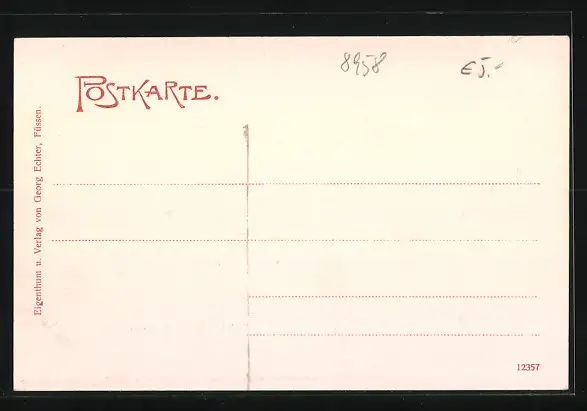 8958
€5.-
POSTKARTE.
Eigenthum u. Verlag von Georg Echter, Füssen.
12357